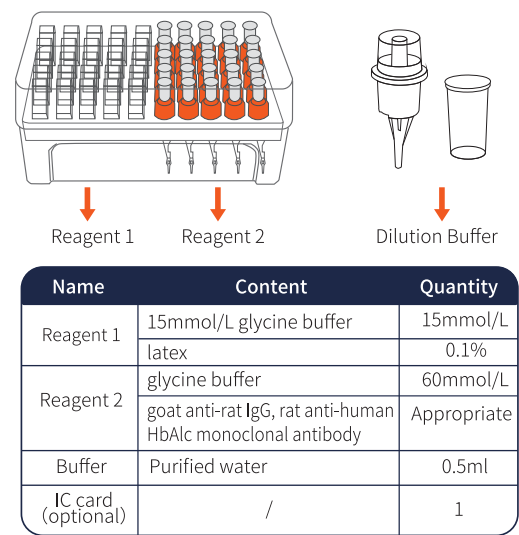 Reagent 1
Reagent 2
Dilution Buffer
Name
Content
Quantity
Reagent 1
15mmol/L glycine buffer
15mmol/L
latex
0.1%
Reagent 2
glycine buffer
60mmol/L
goat anti-rat IgG, rat anti-human
HbAlc monoclonal antibody
Appropriate
Buffer
Purified water
0.5ml
IC card
(optional)
/
1